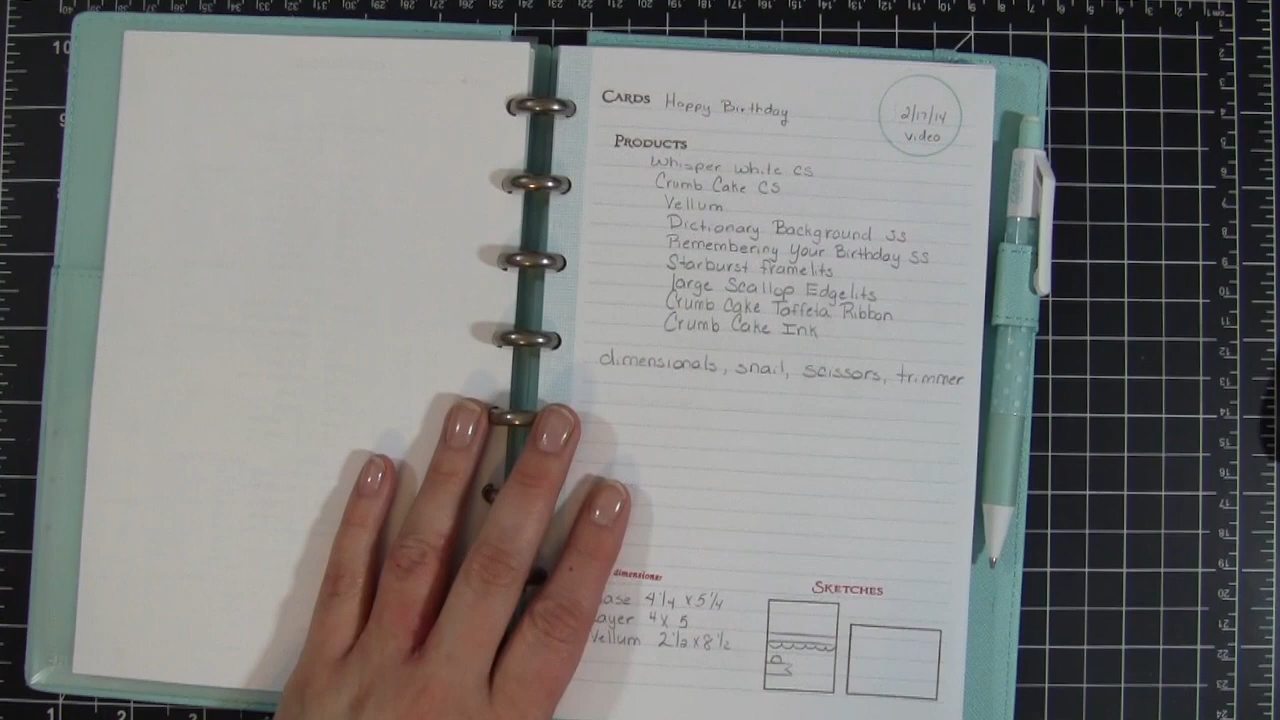 CARDS Happy Birthday
2/17/14
video
PRODUCTS
Whisper White CS
Crumb Cake CS
Vellum
Dictionary Background SS
Remembering Your Birthday SS
Starburst framelits
Large Scallop Edgelits
Crumb Cake Taffeta Ribbon
Crumb Cake Ink
dimensionals, snail, scissors, trimmer
dimensions:
SKETCHES
ase 4 1/4 x 5 1/4
ayer 4 x 5
Vellum 2 1/2 x 8 1/2